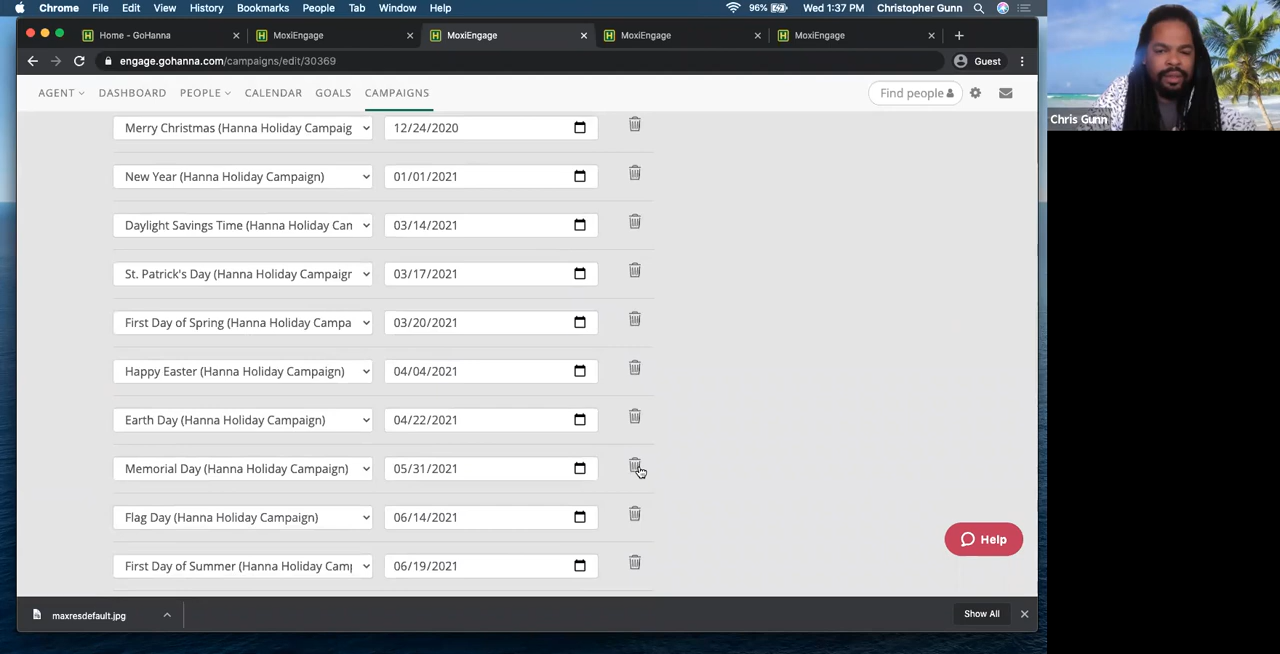 Chrome File Edit View History Bookmarks People Tab Window Help 96% Wed 1:37 PM Christopher Gunn
Home - GoHanna MoxiEngage MoxiEngage MoxiEngage MoxiEngage
engage.gohanna.com/campaigns/edit/30369 Guest
AGENT DASHBOARD PEOPLE CALENDAR GOALS CAMPAIGNS Find people
Chris Gunn
Merry Christmas (Hanna Holiday Campaig 12/24/2020
New Year (Hanna Holiday Campaign) 01/01/2021
Daylight Savings Time (Hanna Holiday Can 03/14/2021
St. Patrick's Day (Hanna Holiday Campaigr 03/17/2021
First Day of Spring (Hanna Holiday Campa 03/20/2021
Happy Easter (Hanna Holiday Campaign) 04/04/2021
Earth Day (Hanna Holiday Campaign) 04/22/2021
Memorial Day (Hanna Holiday Campaign) 05/31/2021
Flag Day (Hanna Holiday Campaign) 06/14/2021
Help
First Day of Summer (Hanna Holiday Camp 06/19/2021
maxresdefault.jpg Show All